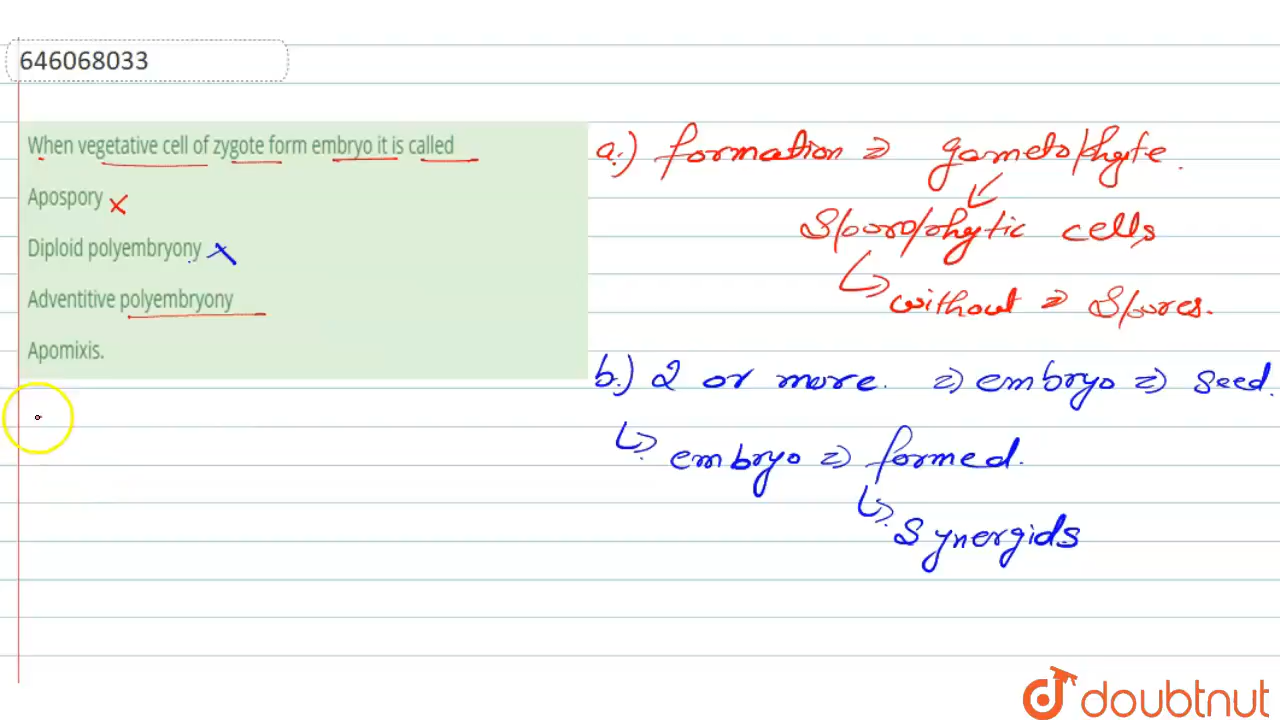 646068033
When vegetative cell of zygote form embryo it is called
Apospory ×
Diploid polyembryony ×
Adventitive polyembryony
Apomixis.
a.) formation ⇒ gametophyte.
Sporophytic cells
↳ without ⇒ Spores.
b.) 2 or more. ⇒ embryo ⇒ seed.
↳ embryo ⇒ formed.
↳ Synergids
doubtnut